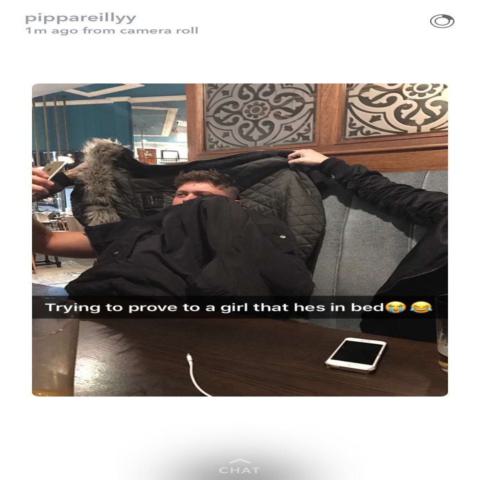 pippareillyy
1m ago from camera roll
Trying to prove to a girl that hes in bed😭😂
CHAT